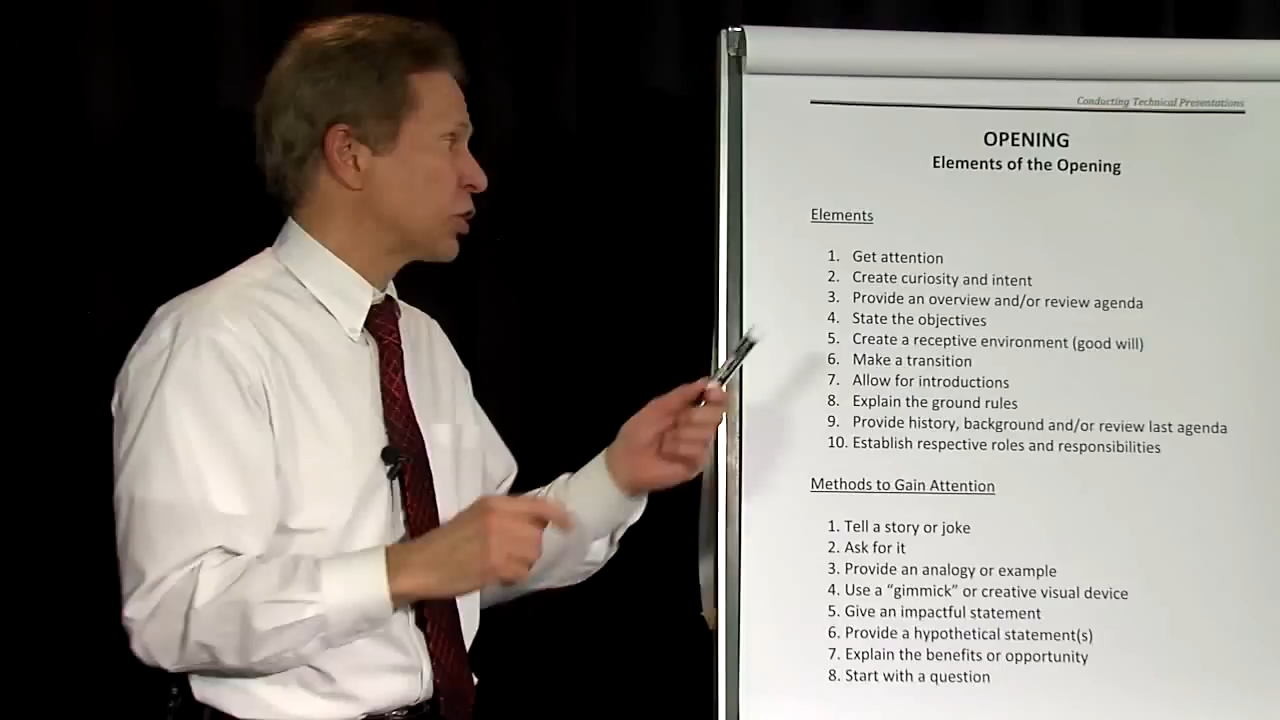 Conducting Technical Presentations
OPENING
Elements of the Opening
Elements
1. Get attention
2. Create curiosity and intent
3. Provide an overview and/or review agenda
4. State the objectives
5. Create a receptive environment (good will)
6. Make a transition
7. Allow for introductions
8. Explain the ground rules
9. Provide history, background and/or review last agenda
10. Establish respective roles and responsibilities
Methods to Gain Attention
1. Tell a story or joke
2. Ask for it
3. Provide an analogy or example
4. Use a “gimmick” or creative visual device
5. Give an impactful statement
6. Provide a hypothetical statement(s)
7. Explain the benefits or opportunity
8. Start with a question